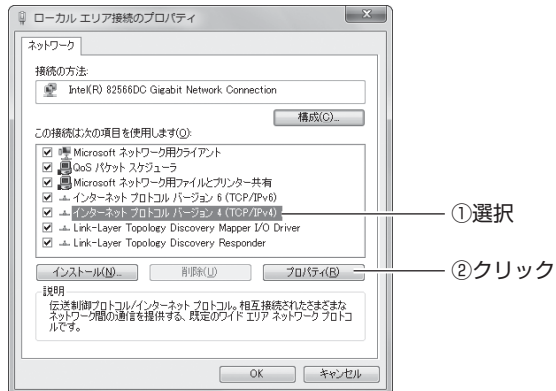 ローカル エリア接続のプロパティ
ネットワーク
接続の方法:
Intel(R) 82566DC Gigabit Network Connection
構成(C)...
この接続は次の項目を使用します(O):
Microsoft ネットワーク用クライアント
QoS パケット スケジューラ
Microsoft ネットワーク用ファイルとプリンター共有
インターネット プロトコル バージョン 6 (TCP/IPv6)
インターネット プロトコル バージョン 4 (TCP/IPv4)
①選択
Link-Layer Topology Discovery Mapper I/O Driver
Link-Layer Topology Discovery Responder
インストール(N)...
削除(U)
プロパティ(R)
②クリック
説明
伝送制御プロトコル/インターネット プロトコル。相互接続されたさまざまな
ネットワーク間の通信を提供する、既定のワイド エリア ネットワーク プロトコ
ルです。
OK
キャンセル